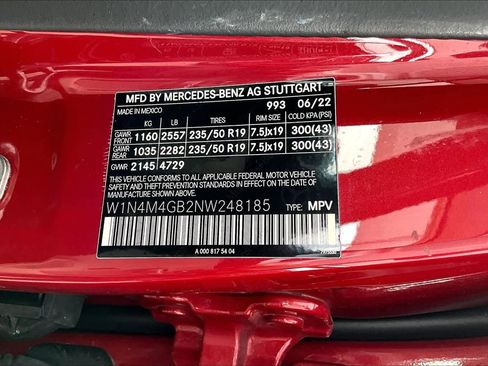 MFD BY MERCEDES-BENZ AG STUTTGART
MADE IN MEXICO 993 06/22
KG LB TIRE SIZE RIM SIZE COLD KPA (PSI)
GAWR FRONT 1160 2557 235/50 R19 7.5Jx19 300(43)
GAWR REAR 1035 2282 235/50 R19 7.5Jx19 300(43)
GVWR 2145 4729
THIS VEHICLE CONFORMS TO ALL APPLICABLE FEDERAL MOTOR VEHICLE
SAFETY AND THEFT PREVENTION STANDARDS IN EFFECT ON THE DATE
OF MANUFACTURE SHOWN ABOVE.
W1N4M4GB2NW248185 TYPE: MPV
A 000 817 54 04